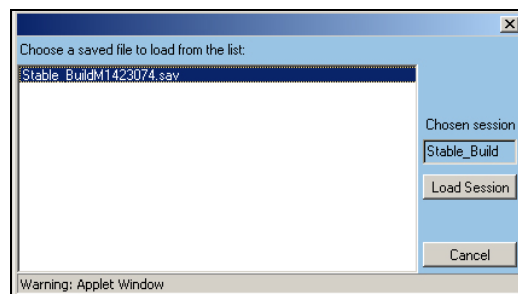 Choose a saved file to load from the list:
Stable_BuildM1423074.sav
Chosen session
Stable_Build
Load Session
Cancel
Warning: Applet Window